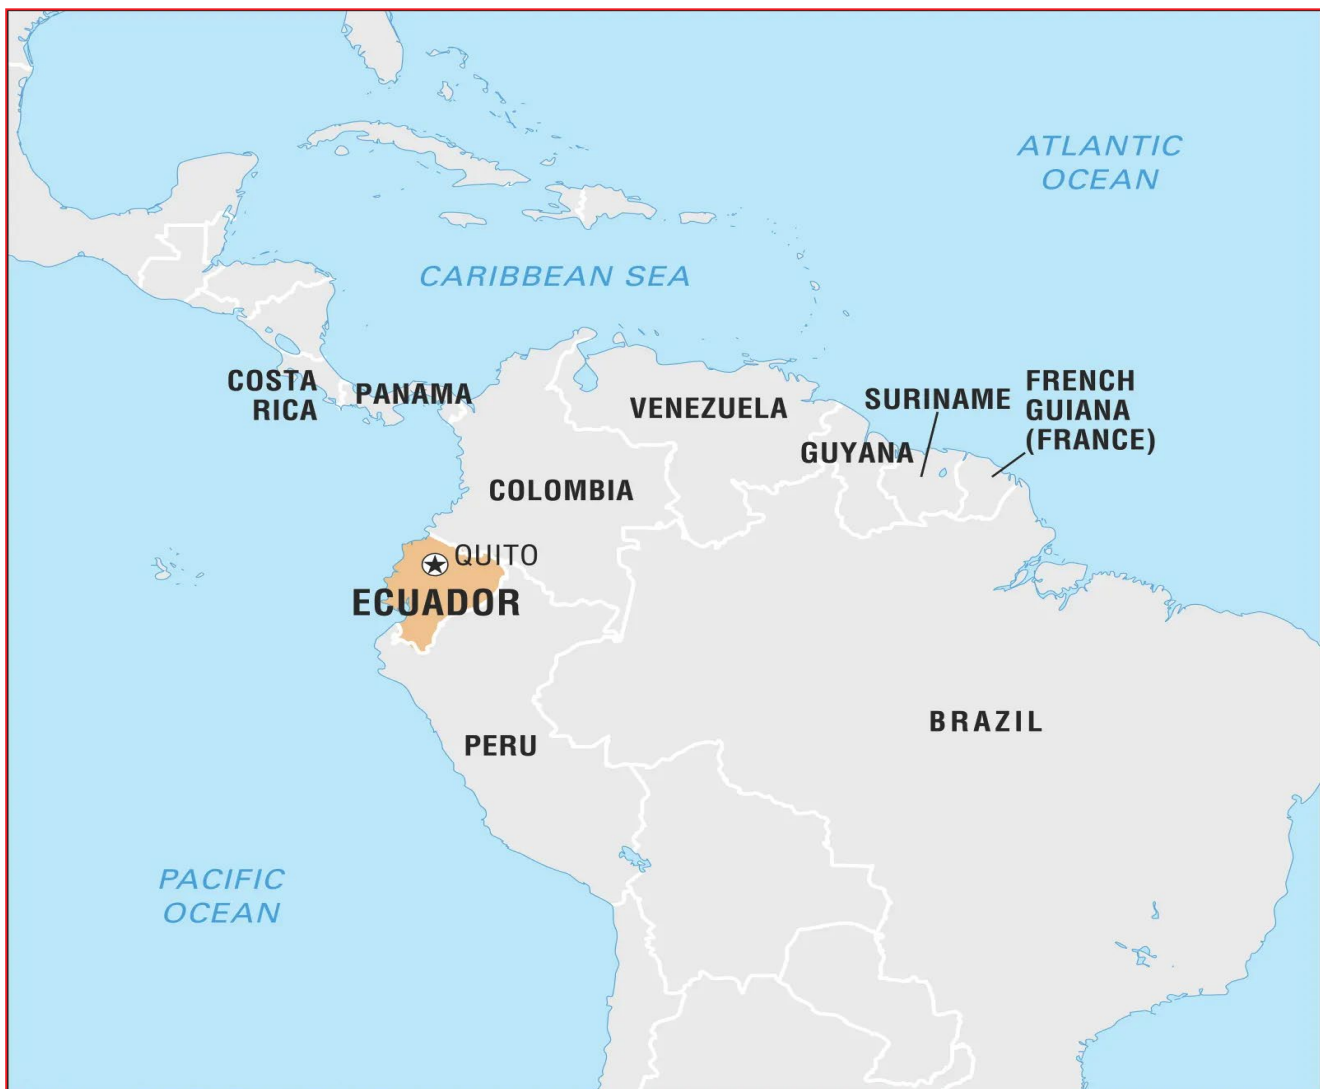 ATLANTIC
OCEAN
CARIBBEAN SEA
COSTA
RICA
PANAMA
VENEZUELA
SURINAME
FRENCH
GUIANA
(FRANCE)
GUYANA
COLOMBIA
QUITO
ECUADOR
BRAZIL
PERU
PACIFIC
OCEAN